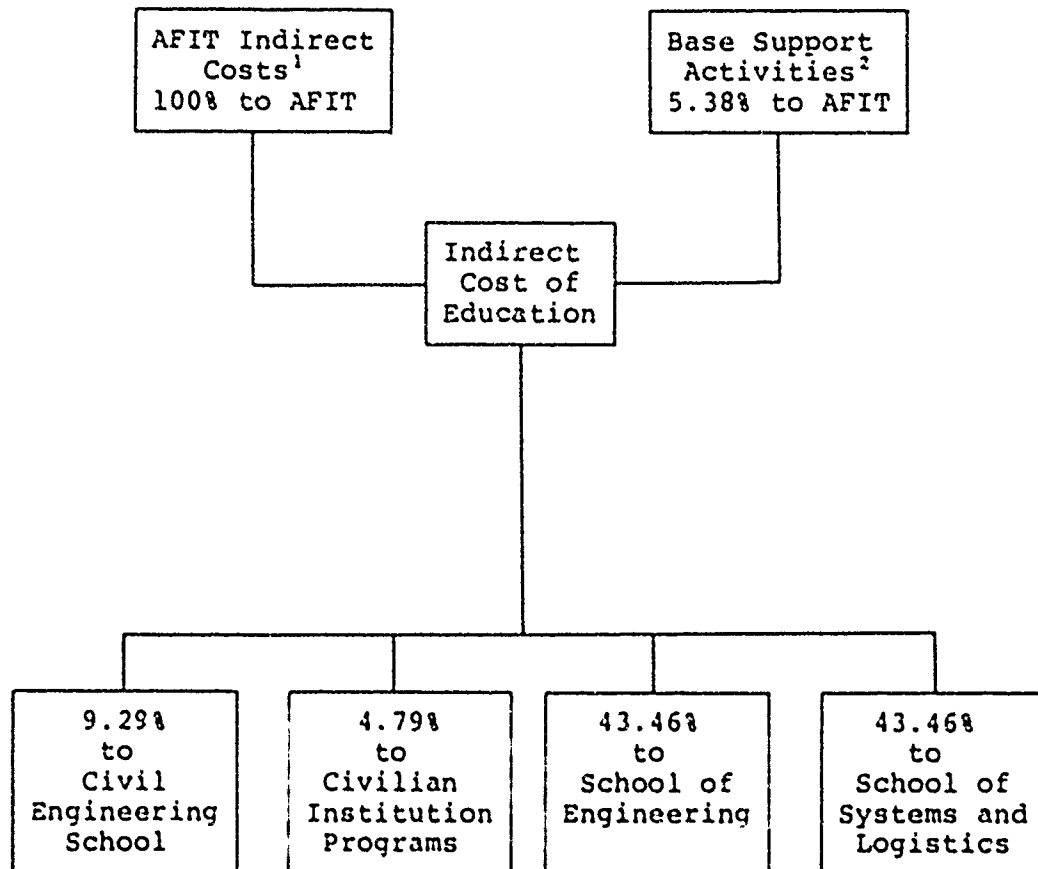 AFIT Indirect
Costs¹
100% to AFIT
Base Support
Activities²
5.38% to AFIT
Indirect
Cost of
Education
9.29%
to
Civil
Engineering
School
4.79%
to
Civilian
Institution
Programs
43.46%
to
School of
Engineering
43.46%
to
School of
Systems and
Logistics